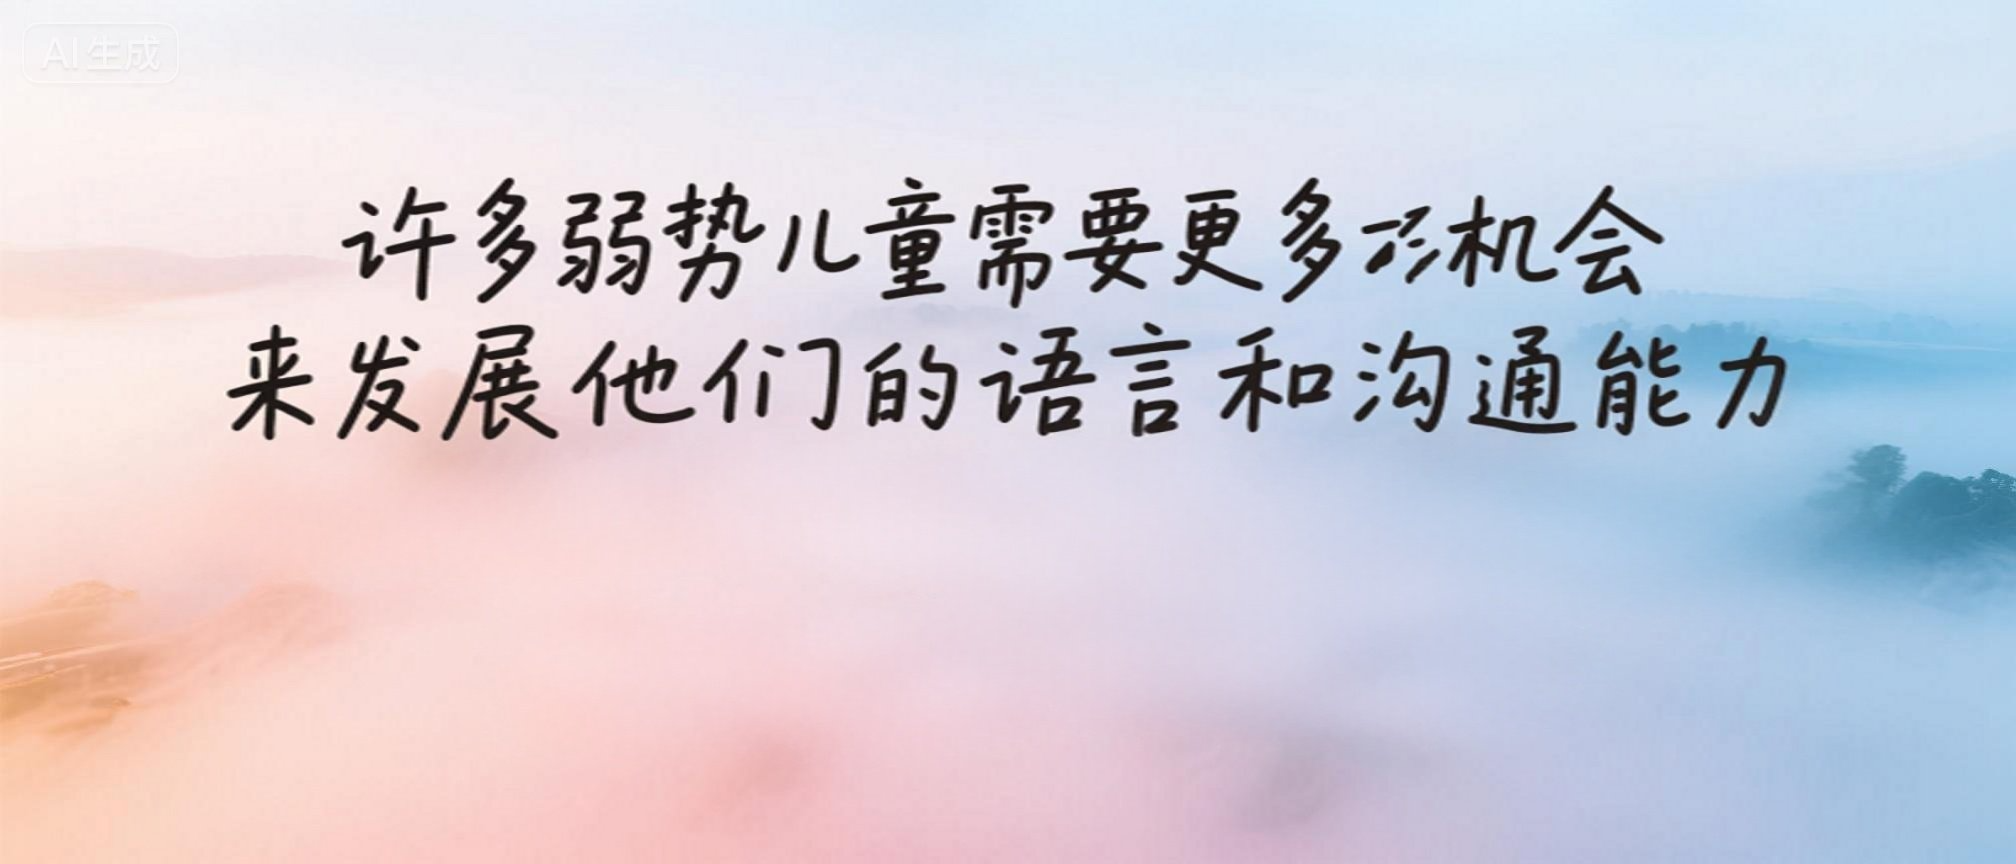 AI生成
许多弱势儿童需要更多机会
来发展他们的语言和沟通能力